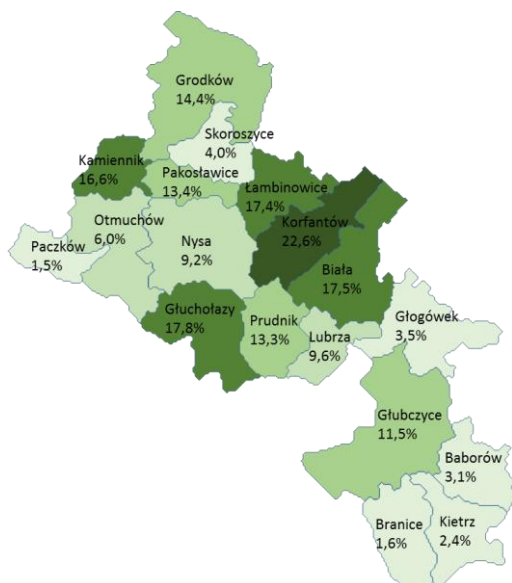 Grodków
14,4%
Skoroszyce
4,0%
Kamiennik
16,6%
Pakosławice
13,4%
Łambinowice
17,4%
Otmuchów
6,0%
Korfantów
22,6%
Paczków
1,5%
Nysa
9,2%
Biała
17,5%
Głuchołazy
17,8%
Prudnik
13,3%
Lubrza
9,6%
Głogówek
3,5%
Głubczyce
11,5%
Baborów
3,1%
Branice
1,6%
Kietrz
2,4%